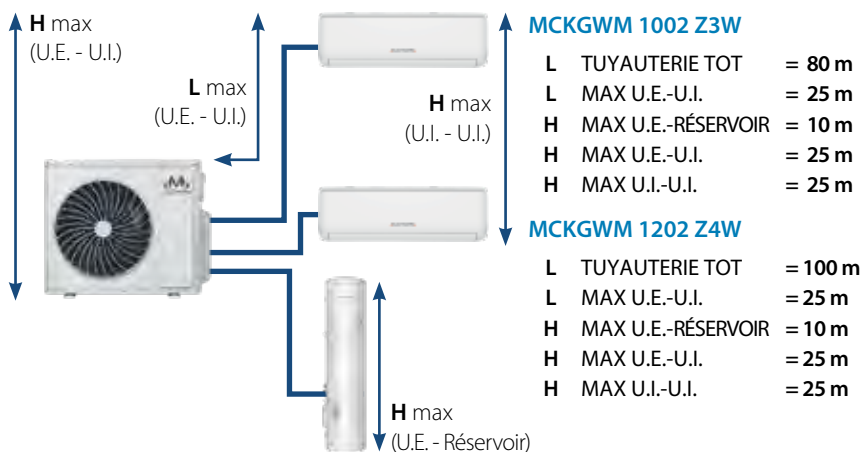 H max
(U.E. - U.I.)
L max
(U.E. - U.I.)
H max
(U.I. - U.I.)
H max
(U.E. - Réservoir)
MCKGWM 1002 Z3W
L TUYAUTERIE TOT = 80 m
L MAX U.E.-U.I. = 25 m
H MAX U.E.-RÉSERVOIR = 10 m
H MAX U.E.-U.I. = 25 m
H MAX U.I.-U.I. = 25 m
MCKGWM 1202 Z4W
L TUYAUTERIE TOT = 100 m
L MAX U.E.-U.I. = 25 m
H MAX U.E.-RÉSERVOIR = 10 m
H MAX U.E.-U.I. = 25 m
H MAX U.I.-U.I. = 25 m